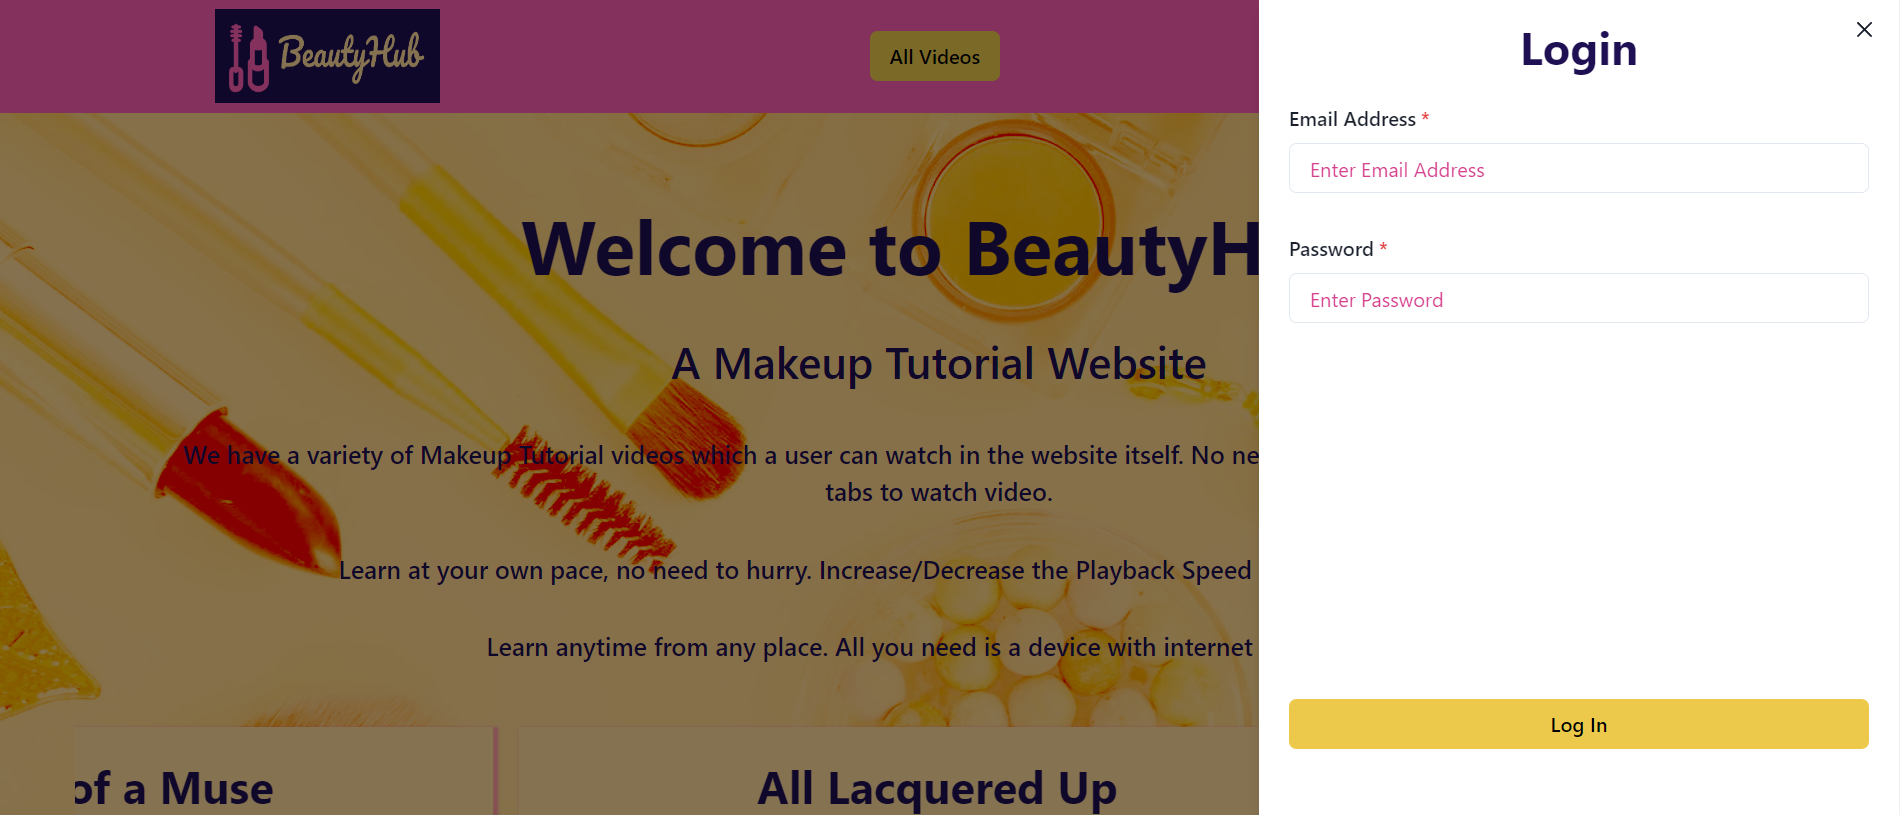 BeautyHub
All Videos
Welcome to BeautyH
A Makeup Tutorial Website
We have a variety of Makeup Tutorial videos which a user can watch in the website itself. No ne
tabs to watch video.
Learn at your own pace, no need to hurry. Increase/Decrease the Playback Speed
Learn anytime from any place. All you need is a device with internet
of a Muse
All Lacquered Up
Login
Email Address *
Enter Email Address
Password *
Enter Password
Log In